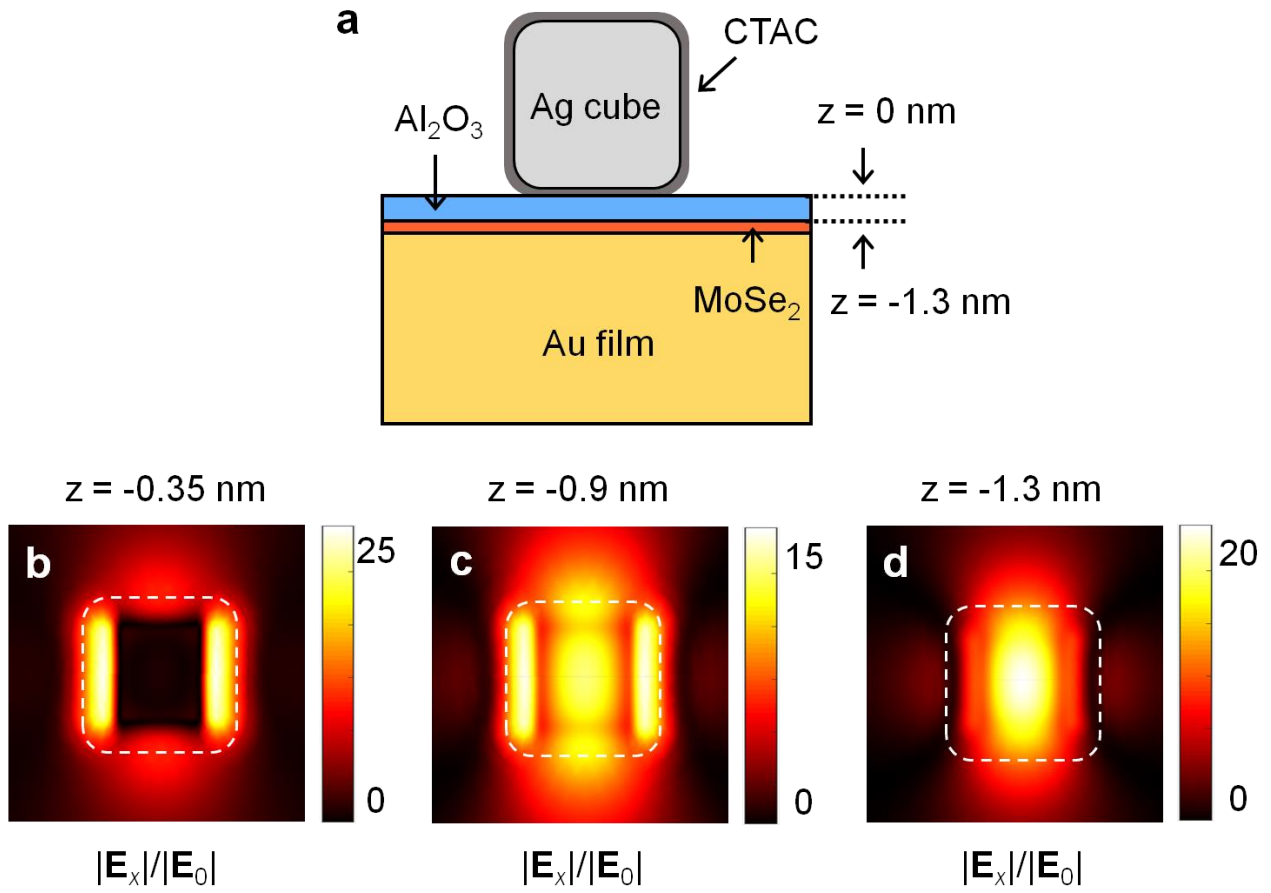 a
CTAC
Ag cube
z = 0 nm
Al₂O₃
MoSe₂
z = -1.3 nm
Au film
z = -0.35 nm
z = -0.9 nm
z = -1.3 nm
b
25
0
c
15
0
d
20
0
|Eₓ|/|E₀|
|Eₓ|/|E₀|
|Eₓ|/|E₀|